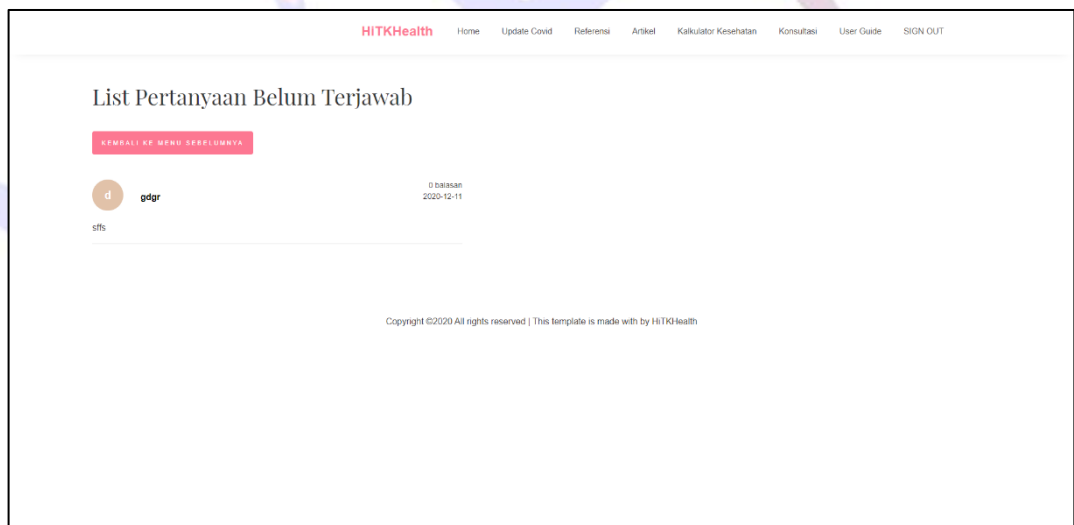 HiTKHealth Home Update Covid Referensi Artikel Kalkulator Kesehatan Konsultasi User Guide SIGN OUT
List Pertanyaan Belum Terjawab
KEMBALI KE MENU SEBELUMNYA
d gdgr
0 balasan
2020-12-11
sffs
Copyright ©2020 All rights reserved | This template is made with by HiTKHealth